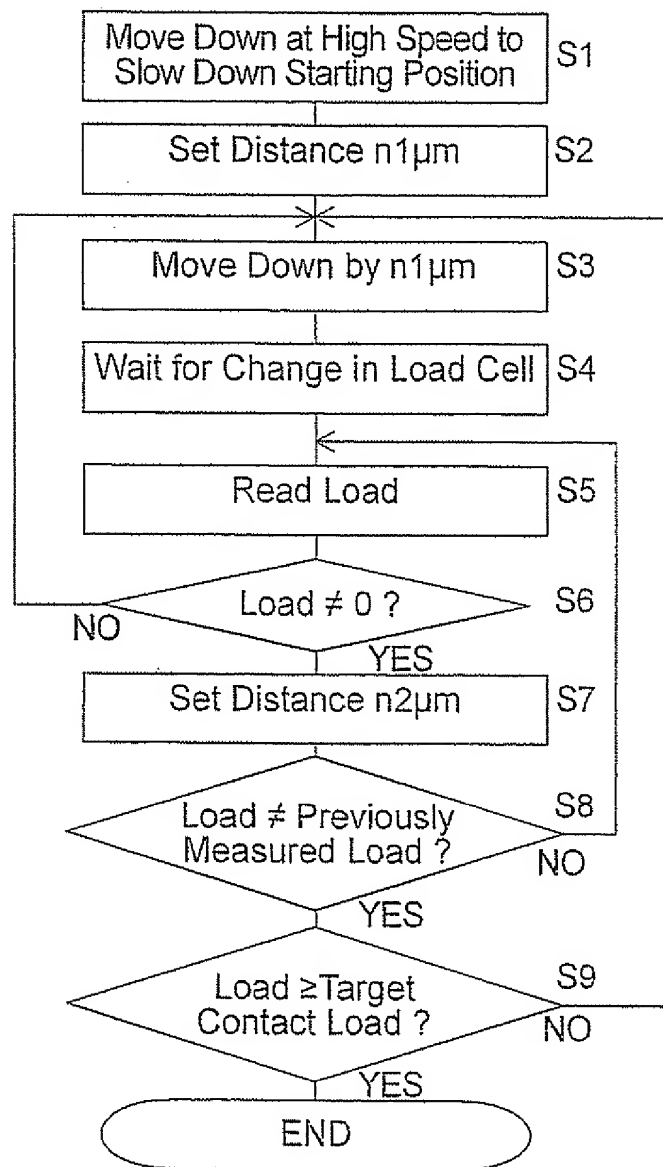 Move Down at High Speed to
Slow Down Starting Position
S1
Set Distance n1µm
S2
Move Down by n1µm
S3
Wait for Change in Load Cell
S4
Read Load
S5
Load ≠ 0 ?
S6
NO
YES
Set Distance n2µm
S7
Load ≠ Previously
Measured Load ?
S8
NO
YES
Load ≥Target
Contact Load ?
S9
NO
YES
END